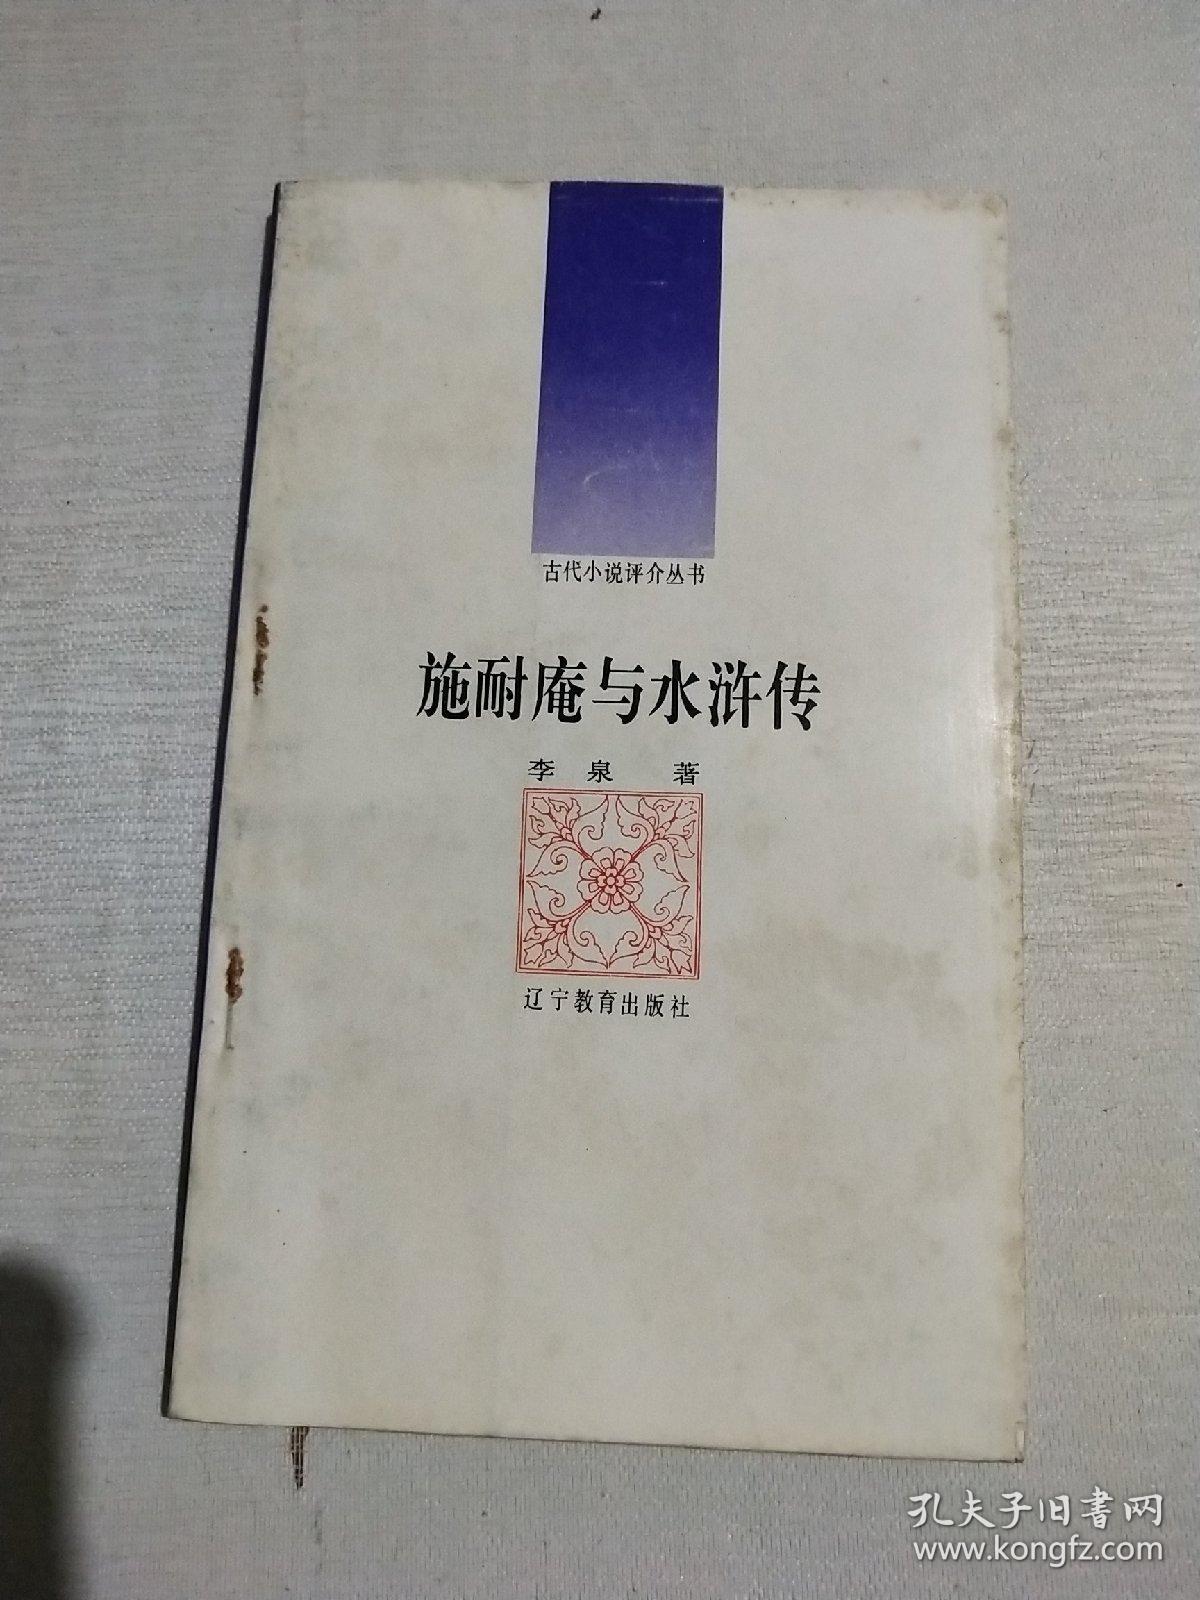 古代小说评介丛书
施耐庵与水浒传
李泉 著
辽宁教育出版社
孔夫子旧书网
www.kongfz.com